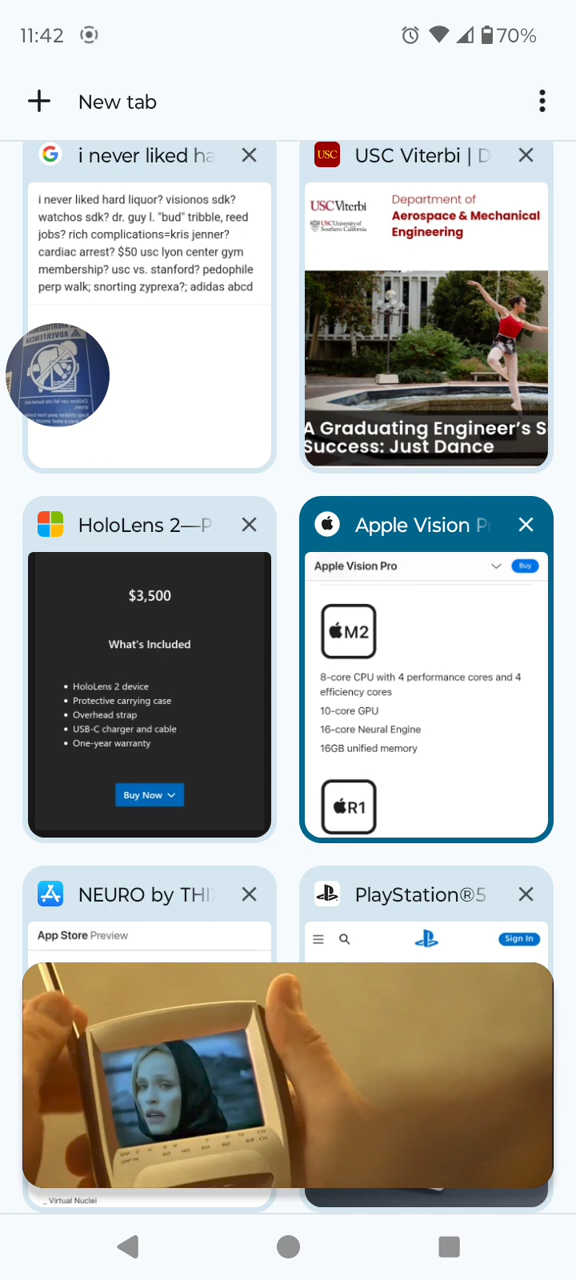 11:42
70%
New tab
i never liked ha
USC Viterbi | D
i never liked hard liquor? visionos sdk?
watchos sdk? dr. guy l. "bud" tribble, reed
jobs? rich complications=kris jenner?
cardiac arrest? $50 usc lyon center gym
membership? usc vs. stanford? pedophile
perp walk; snorting zyprexa?; adidas abcd
USC Viterbi
USC University of
Southern California
Department of
Aerospace & Mechanical
Engineering
A Graduating Engineer's S
Success: Just Dance
HoloLens 2—P
Apple Vision P
$3,500
What's Included
• HoloLens 2 device
• Protective carrying case
• Overhead strap
• USB-C charger and cable
• One-year warranty
Buy Now
Apple Vision Pro
Buy
M2
8-core CPU with 4 performance cores and 4
efficiency cores
10-core GPU
16-core Neural Engine
16GB unified memory
R1
NEURO by THI
PlayStation®5
App Store Preview
Sign In
_ Virtual Nuclei